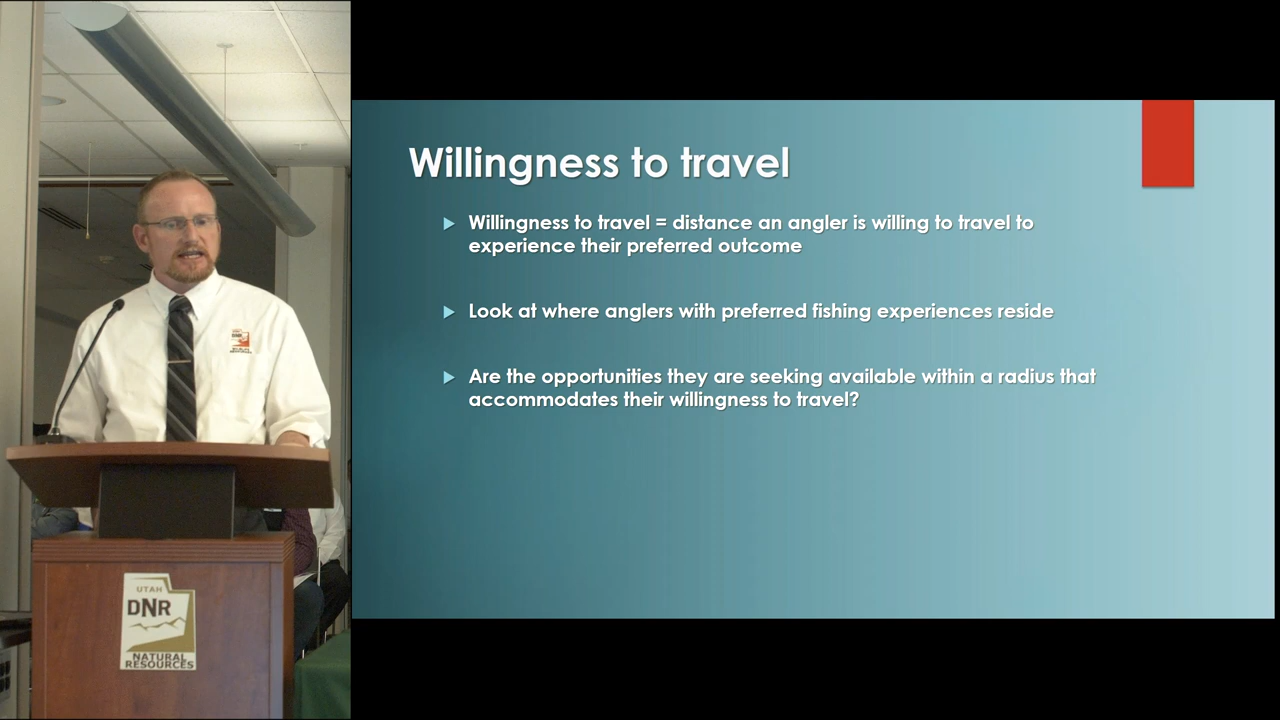 Willingness to travel
Willingness to travel = distance an angler is willing to travel to
experience their preferred outcome
Look at where anglers with preferred fishing experiences reside
Are the opportunities they are seeking available within a radius that
accommodates their willingness to travel?
DNR
UTAH
DNR
NATURAL
RESOURCES